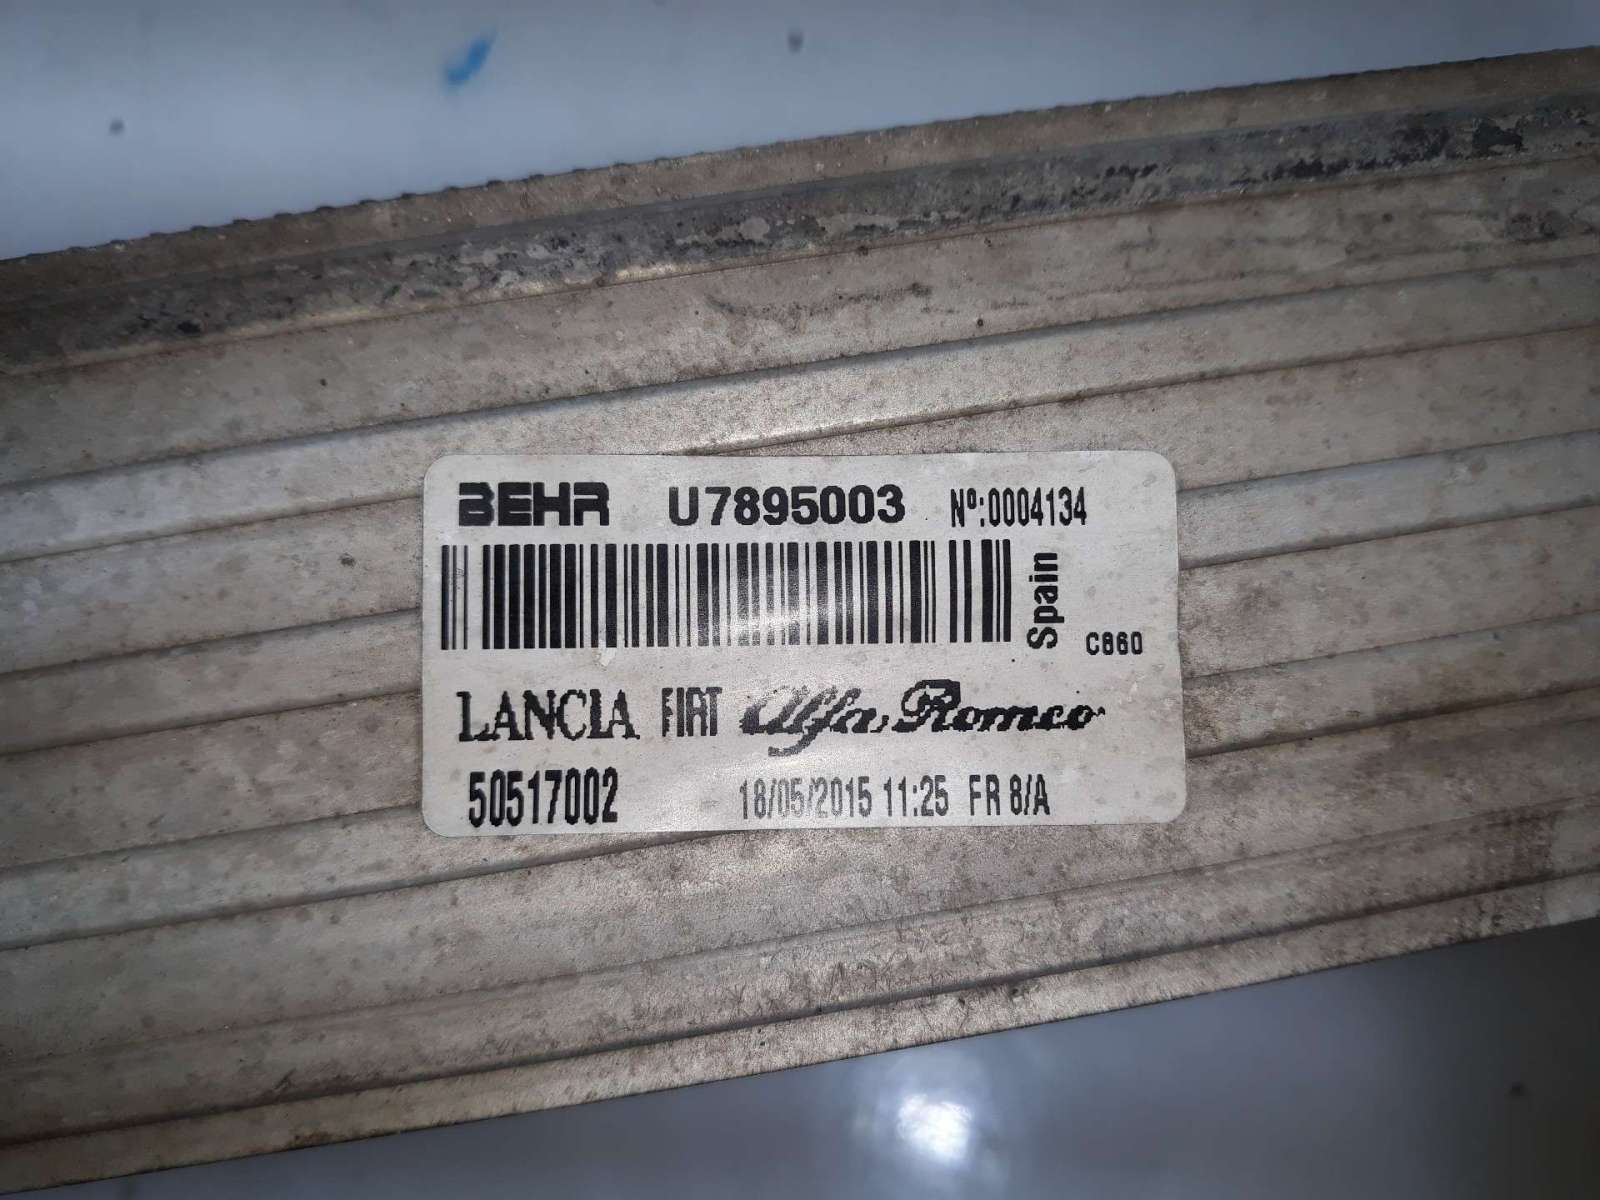 BEHR U7895003 Nº:0004134
Spain
C860
LANCIA FIAT Alfa Romeo
50517002 18/05/2015 11:25 FR 8/A